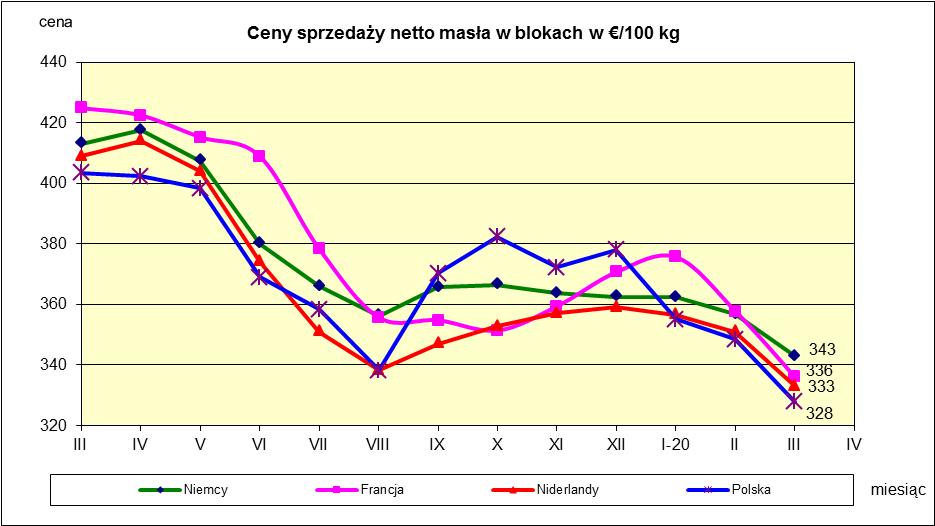 cena
Ceny sprzedaży netto masła w blokach w €/100 kg
440
420
400
380
360
340
320
343
336
333
328
III IV V VI VII VIII IX X XI XII I-20 II III IV
Niemcy Francja Niderlandy Polska
miesiąc